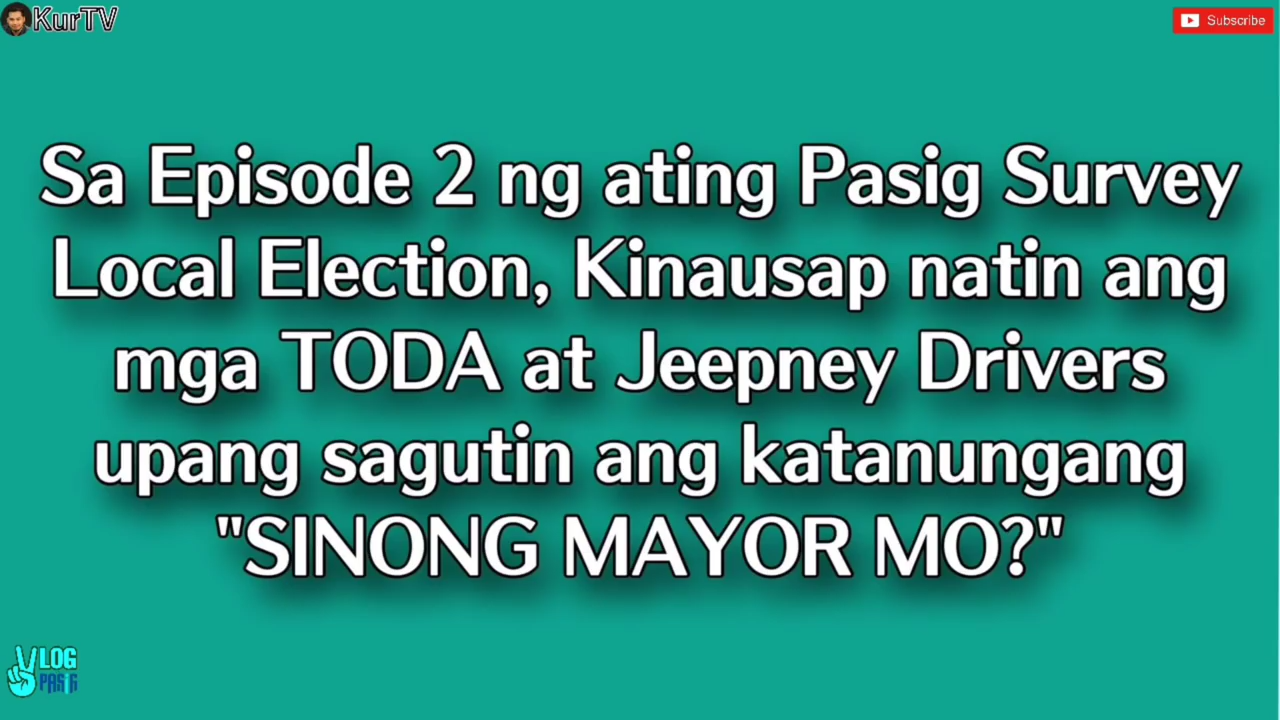 KurTV
Subscribe
Sa Episode 2 ng ating Pasig Survey
Local Election, Kinausap natin ang
mga TODA at Jeepney Drivers
upang sagutin ang katanungang
"SINONG MAYOR MO?"
VLOG
PASiG